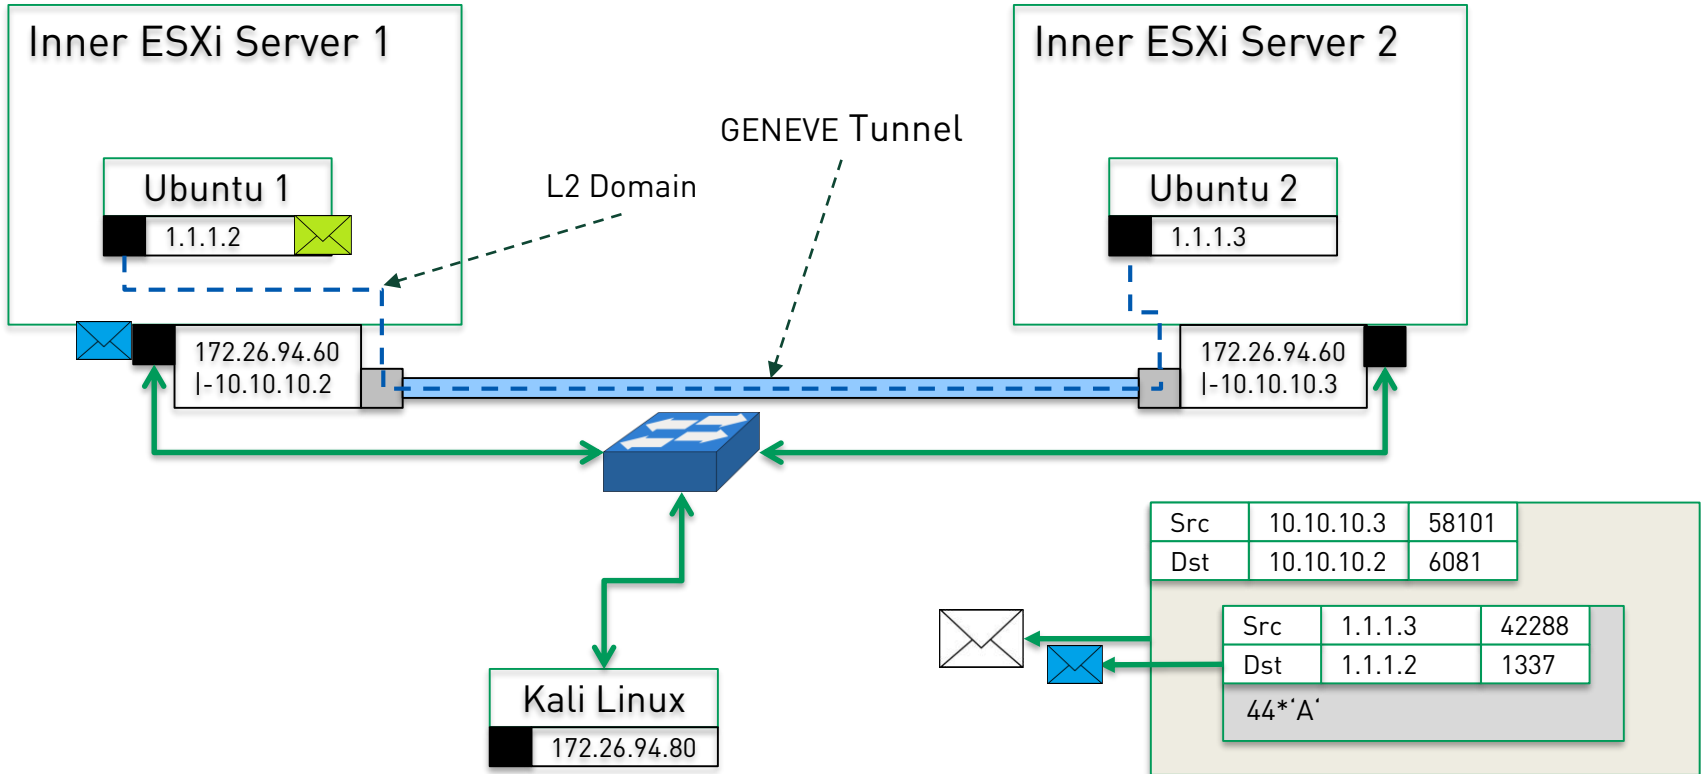 Inner ESXi Server 1
Inner ESXi Server 2
GENEVE Tunnel
L2 Domain
Ubuntu 1
1.1.1.2
Ubuntu 2
1.1.1.3
172.26.94.60
|-10.10.10.2
172.26.94.60
|-10.10.10.3
Src 10.10.10.3 58101
Dst 10.10.10.2 6081
Src 1.1.1.3 42288
Dst 1.1.1.2 1337
44*‘A‘
Kali Linux
172.26.94.80